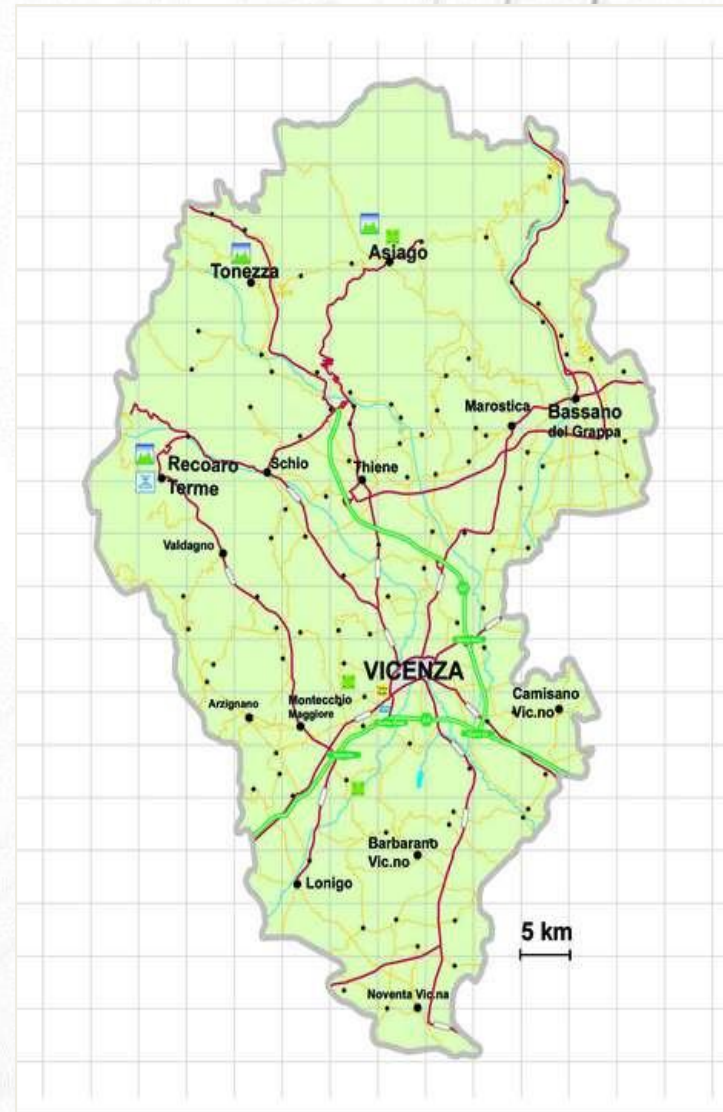 Asiago
Tonezza
Marostica
Bassano
del Grappa
Recoaro
Terme
Schio
Thiene
Valdagno
VICENZA
Arzignano
Montecchio
Maggiore
Camisano
Vic.no
Barbarano
Vic.no
Lonigo
5 km
Noventa Vic.na